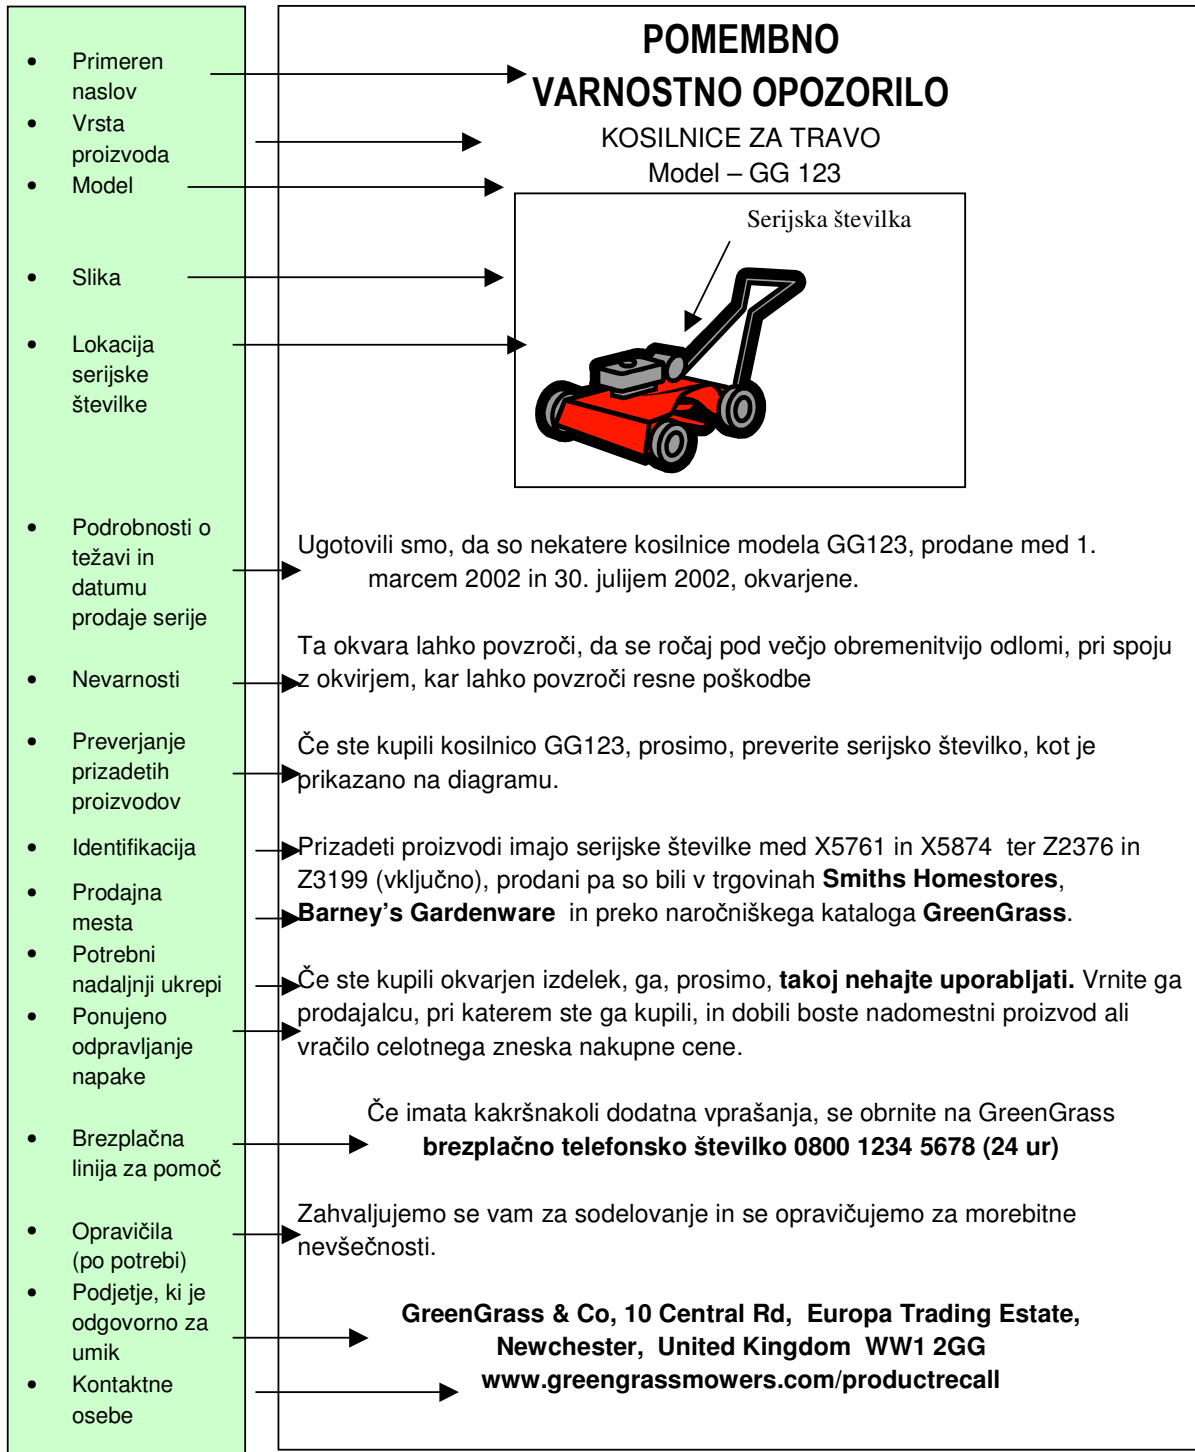 • Primeren
naslov
• Vrsta
proizvoda
• Model
• Slika
• Lokacija
serijske
številke
• Podrobnosti o
težavi in
datumu
prodaje serije
• Nevarnosti
• Preverjanje
prizadetih
proizvodov
• Identifikacija
• Prodajna
mesta
• Potrebni
nadaljnji ukrepi
• Ponujeno
odpravljanje
napake
• Brezplačna
linija za pomoč
• Opravičila
(po potrebi)
• Podjetje, ki je
odgovorno za
umik
• Kontaktne
osebe
POMEMBNO
VARNOSTNO OPOZORILO
KOSILNICE ZA TRAVO
Model – GG 123
Serijska številka
Ugotovili smo, da so nekatere kosilnice modela GG123, prodane med 1.
marcem 2002 in 30. julijem 2002, okvarjene.
Ta okvara lahko povzroči, da se ročaj pod večjo obremenitvijo odlomi, pri spoju
z okvirjem, kar lahko povzroči resne poškodbe
Če ste kupili kosilnico GG123, prosimo, preverite serijsko številko, kot je
prikazano na diagramu.
Prizadeti proizvodi imajo serijske številke med X5761 in X5874 ter Z2376 in
Z3199 (vključno), prodani pa so bili v trgovinah Smiths Homestores,
Barney's Gardenware in preko naročniškega kataloga GreenGrass.
Če ste kupili okvarjen izdelek, ga, prosimo, takoj nehajte uporabljati. Vrnite ga
prodajalcu, pri katerem ste ga kupili, in dobili boste nadomestni proizvod ali
vračilo celotnega zneska nakupne cene.
Če imata kakršnakoli dodatna vprašanja, se obrnite na GreenGrass
brezplačno telefonsko številko 0800 1234 5678 (24 ur)
Zahvaljujemo se vam za sodelovanje in se opravičujemo za morebitne
nevšečnosti.
GreenGrass & Co, 10 Central Rd, Europa Trading Estate,
Newchester, United Kingdom WW1 2GG
www.greengrassmowers.com/productrecall